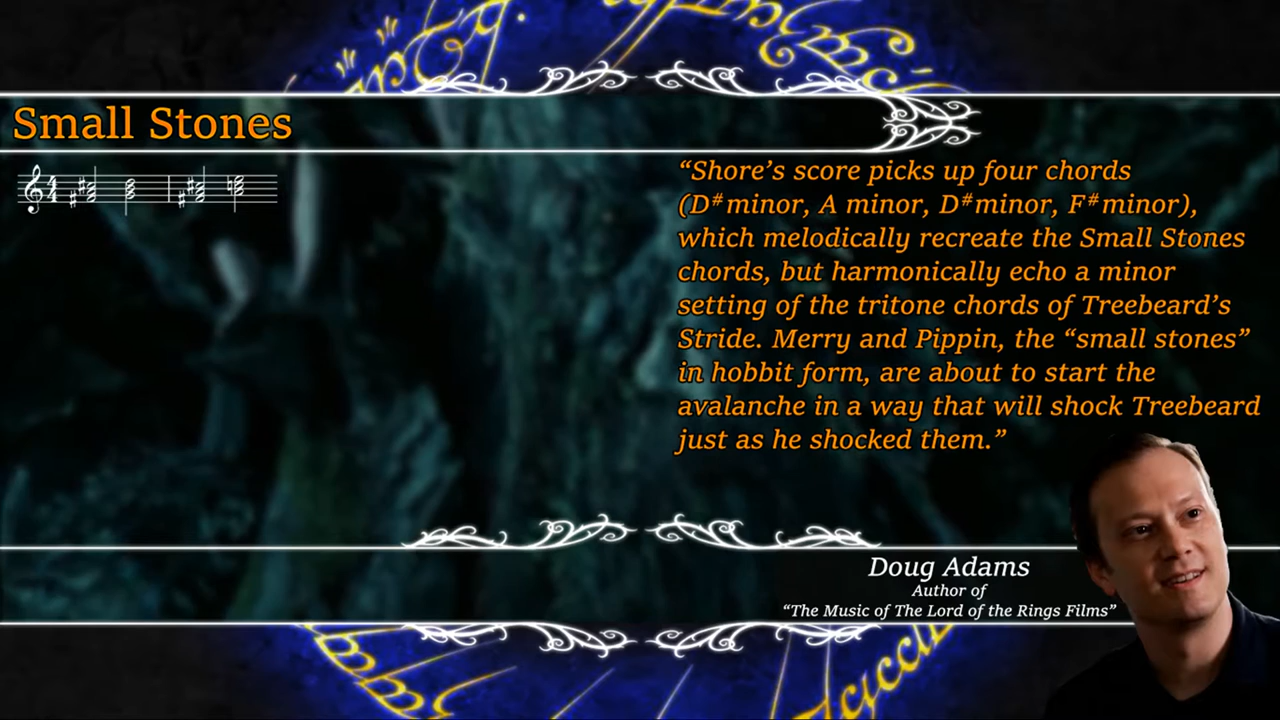 Small Stones
“Shore’s score picks up four chords
(D#minor, A minor, D#minor, F#minor),
which melodically recreate the Small Stones
chords, but harmonically echo a minor
setting of the tritone chords of Treebeard’s
Stride. Merry and Pippin, the “small stones”
in hobbit form, are about to start the
avalanche in a way that will shock Treebeard
just as he shocked them.”
Doug Adams
Author of
“The Music of The Lord of the Rings Films”